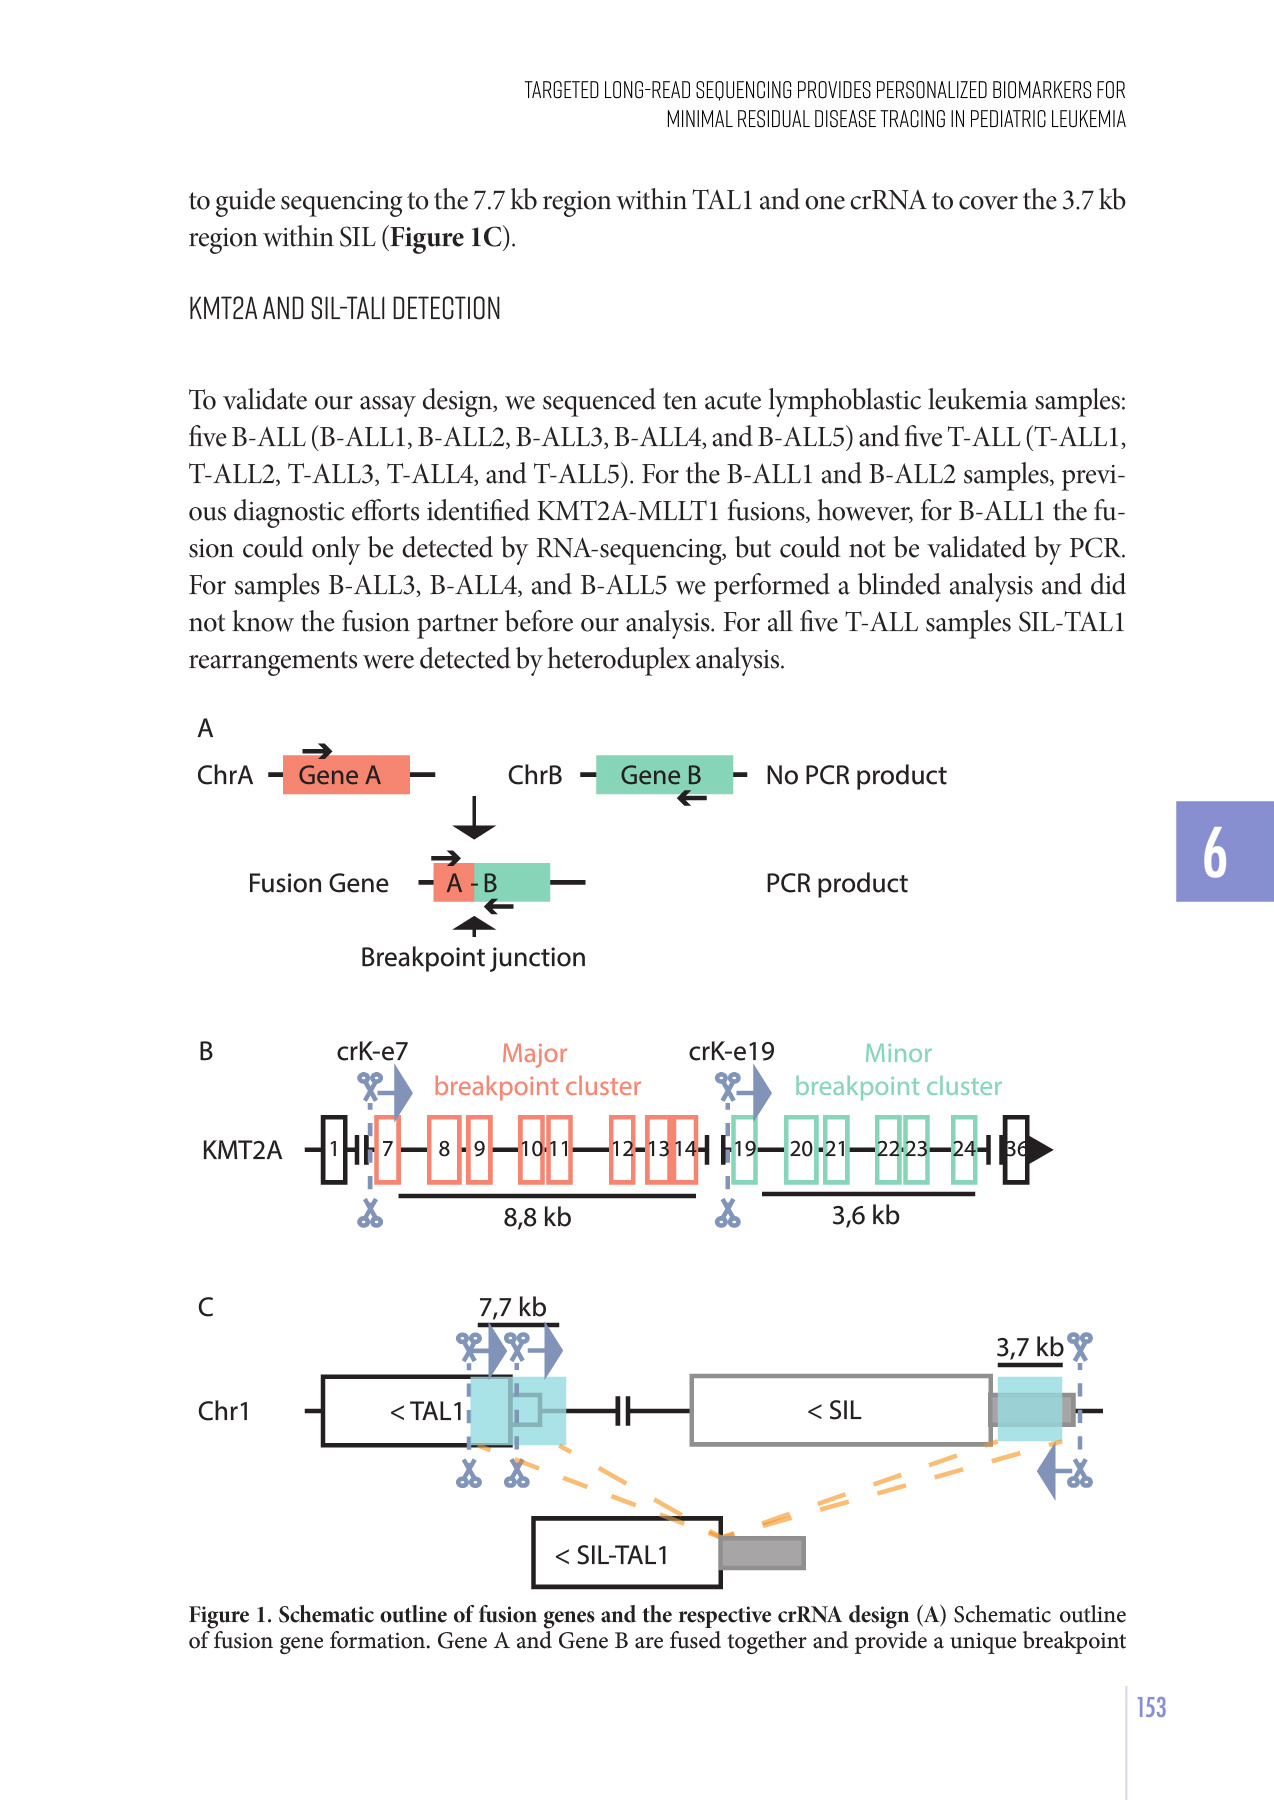 TARGETED LONG-READ SEQUENCING PROVIDES PERSONALIZED BIOMARKERS FOR
MINIMAL RESIDUAL DISEASE TRACING IN PEDIATRIC LEUKEMIA
to guide sequencing to the 7.7 kb region within TAL1 and one crRNA to cover the 3.7 kb
region within SIL (Figure 1C).
KMT2A AND SIL-TAL1 DETECTION
To validate our assay design, we sequenced ten acute lymphoblastic leukemia samples:
five B-ALL (B-ALL1, B-ALL2, B-ALL3, B-ALL4, and B-ALL5) and five T-ALL (T-ALL1,
T-ALL2, T-ALL3, T-ALL4, and T-ALL5). For the B-ALL1 and B-ALL2 samples, previ-
ous diagnostic efforts identified KMT2A-MLLT1 fusions, however, for B-ALL1 the fu-
sion could only be detected by RNA-sequencing, but could not be validated by PCR.
For samples B-ALL3, B-ALL4, and B-ALL5 we performed a blinded analysis and did
not know the fusion partner before our analysis. For all five T-ALL samples SIL-TAL1
rearrangements were detected by heteroduplex analysis.
A
ChrA Gene A ChrB Gene B No PCR product
6
Fusion Gene A - B PCR product
Breakpoint junction
B crK-e7 Major crK-e19 Minor
breakpoint cluster breakpoint cluster
KMT2A 1 7 8 9 10 11 12 13 14 19 20 21 22 23 24 36
8,8 kb 3,6 kb
C 7,7 kb
3,7 kb
Chr1 < TAL1 < SIL
< SIL-TAL1
Figure 1. Schematic outline of fusion genes and the respective crRNA design (A) Schematic outline
of fusion gene formation. Gene A and Gene B are fused together and provide a unique breakpoint
153